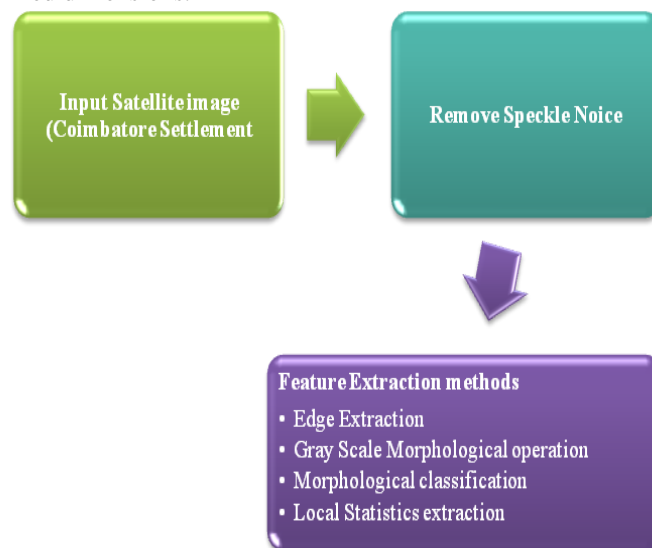 Input Satellite image
(Coimbatore Settlement
Remove Speckle Noice
Feature Extraction methods
• Edge Extraction
• Gray Scale Morphological operation
• Morphological classification
• Local Statistics extraction